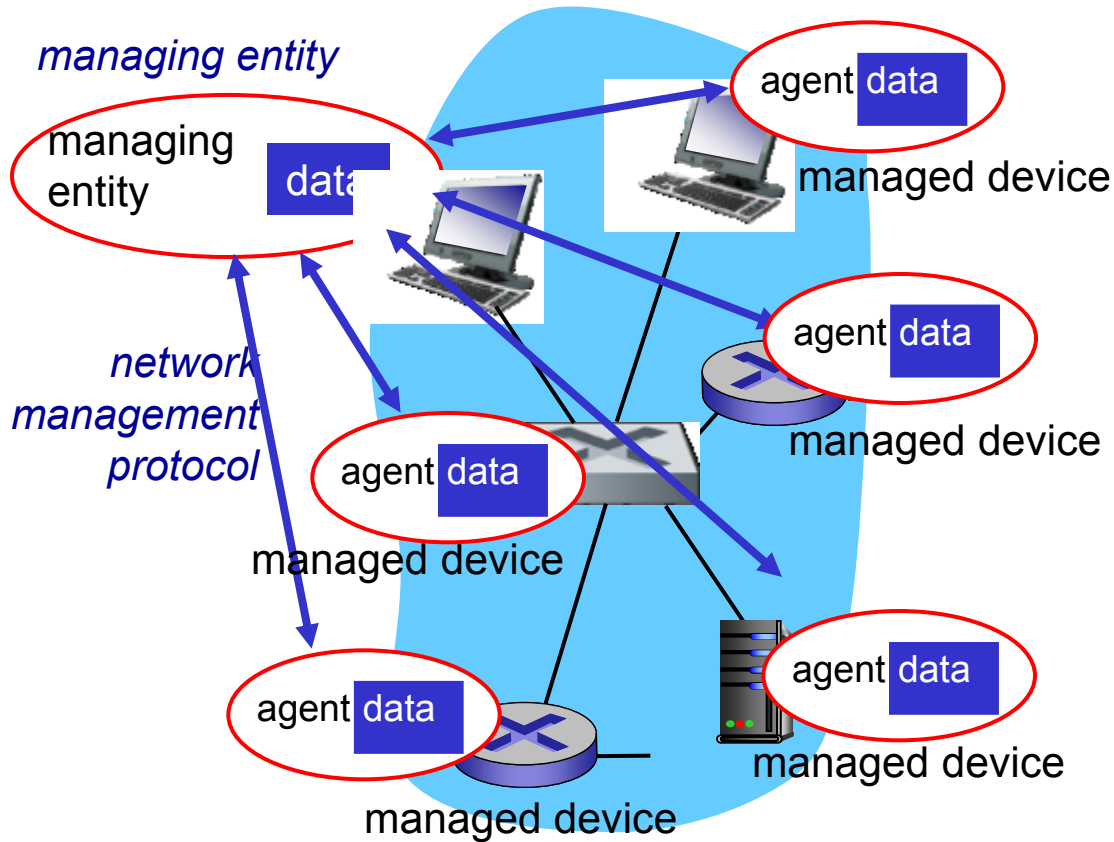 managing entity
managing
entity
data
agent data
managed device
agent data
managed device
network
management
protocol
agent data
managed device
agent data
managed device
agent data
managed device